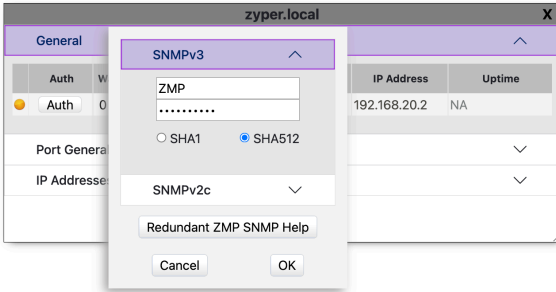 zyper.local X
General
SNMPv3
Auth W IP Address Uptime
ZMP
Auth 0 192.168.20.2 NA
••••••••••
SHA1 SHA512
Port Genera
IP Addresse
SNMPv2c
Redundant ZMP SNMP Help
Cancel OK